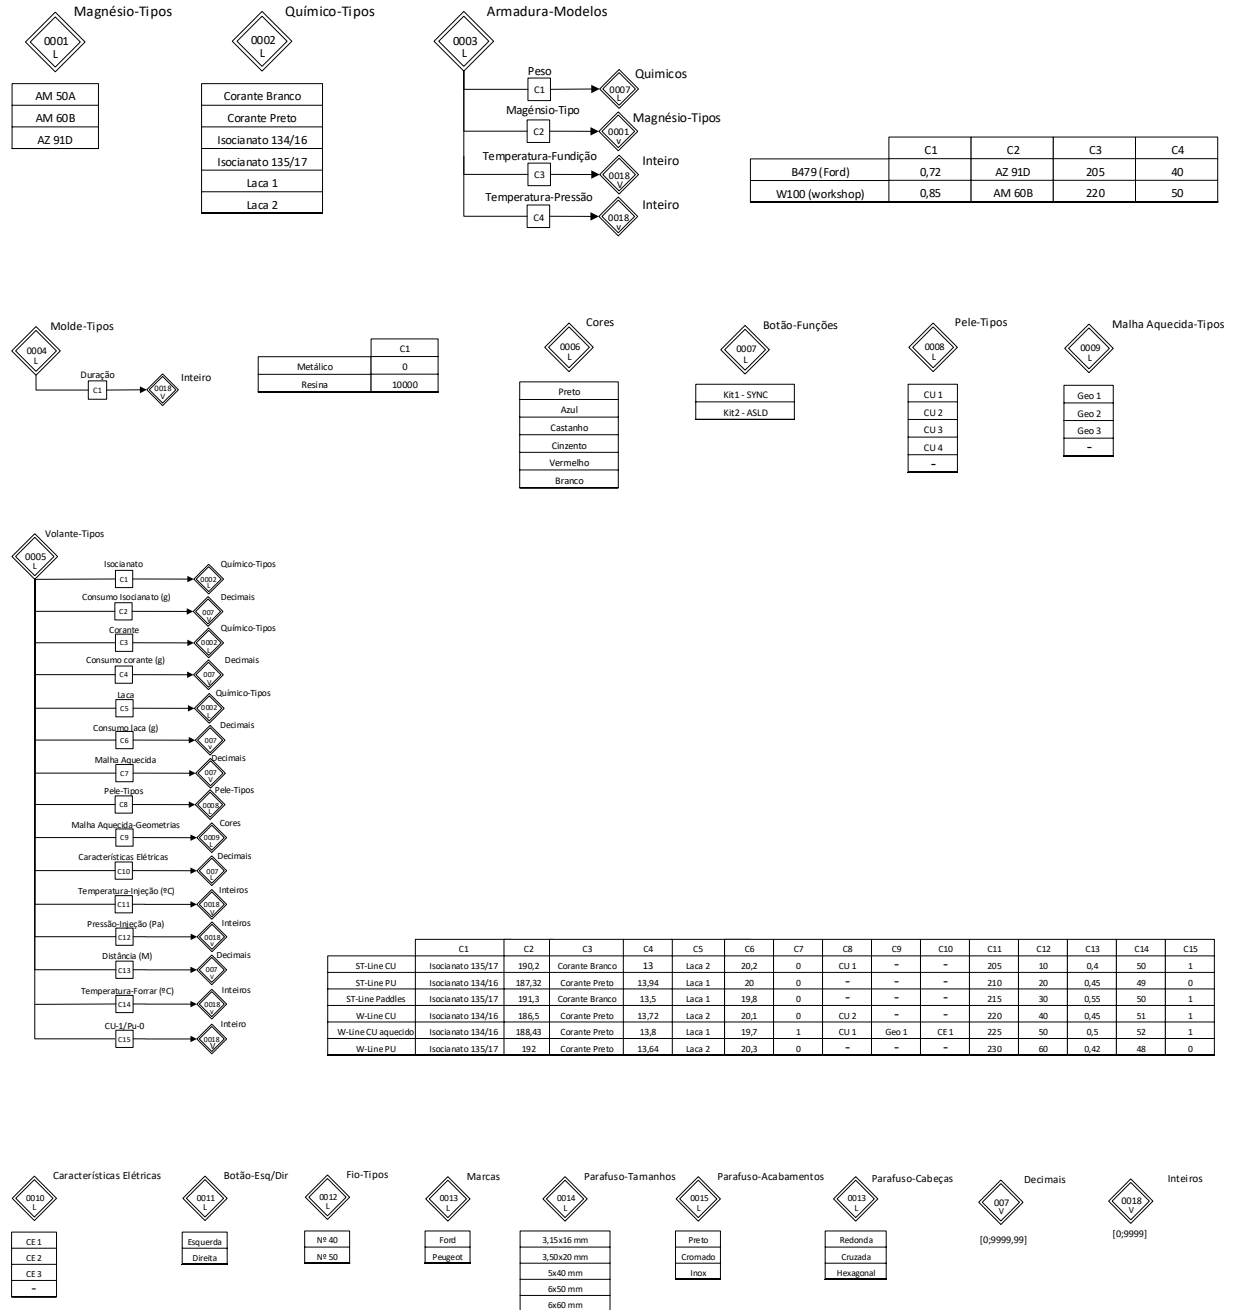 Magnésio-Tipos
0001
L
AM 50A
AM 60B
AZ 91D
Químico-Tipos
0002
L
Corante Branco
Corante Preto
Isocianato 134/16
Isocianato 135/17
Laca 1
Laca 2
Armadura-Modelos
0003
L
Peso
C1
0007
L
Quimicos
Magénsio-Tipo
C2
0001
V
Magnésio-Tipos
Temperatura-Fundição
C3
0018
V
Inteiro
Temperatura-Pressão
C4
0018
V
Inteiro
C1 C2 C3 C4
B479 (Ford) 0,72 AZ 91D 205 40
W100 (workshop) 0,85 AM 60B 220 50
Molde-Tipos
0004
L
Duração
C1
0018
V
Inteiro
C1
Metálico 0
Resina 10000
Cores
0006
L
Preto
Azul
Castanho
Cinzento
Vermelho
Branco
Botão-Funções
0007
L
Kit1 - SYNC
Kit2 - ASLD
Pele-Tipos
0008
L
CU 1
CU 2
CU 3
CU 4
-
Malha Aquecida-Tipos
0009
L
Geo 1
Geo 2
Geo 3
-
Volante-Tipos
0005
L
Isocianato
C1
0002
L
Químico-Tipos
Consumo Isocianato (g)
C2
007
V
Decimais
Corante
C3
0002
L
Químico-Tipos
Consumo corante (g)
C4
007
V
Decimais
Laca
C5
0002
L
Químico-Tipos
Consumo laca (g)
C6
007
V
Decimais
Malha Aquecida
C7
007
V
Decimais
Pele-Tipos
C8
0008
L
Pele-Tipos
Malha Aquecida-Geometrias
C9
0009
L
Cores
Características Elétricas
C10
007
L
Decimais
Temperatura-Injeção (ºC)
C11
0018
V
Inteiros
Pressão-Injeção (Pa)
C12
0018
V
Inteiros
Distância (M)
C13
007
V
Decimais
Temperatura-Forrar (ºC)
C14
0018
V
Inteiros
CU-1/Pu-0
C15
0018
V
Inteiro
C1 C2 C3 C4 C5 C6 C7 C8 C9 C10 C11 C12 C13 C14 C15
ST-Line CU Isocianato 135/17 190,2 Corante Branco 13 Laca 2 20,2 0 CU 1 - - 205 10 0,4 50 1
ST-Line PU Isocianato 134/16 187,32 Corante Preto 13,94 Laca 1 20 0 - - - 210 20 0,45 49 0
ST-Line Paddles Isocianato 135/17 191,3 Corante Branco 13,5 Laca 1 19,8 0 - - - 215 30 0,55 50 1
W-Line CU Isocianato 134/16 186,5 Corante Preto 13,72 Laca 2 20,1 0 CU 2 - - 220 40 0,45 51 1
W-Line CU aquecido Isocianato 134/16 188,43 Corante Preto 13,8 Laca 1 19,7 1 CU 1 Geo 1 CE 1 225 50 0,5 52 1
W-Line PU Isocianato 135/17 192 Corante Preto 13,64 Laca 2 20,3 0 - - - 230 60 0,42 48 0
Características Elétricas
0010
L
CE 1
CE 2
CE 3
-
Botão-Esq/Dir
0011
L
Esquerda
Direita
Fio-Tipos
0012
L
Nº 40
Nº 50
Marcas
0013
L
Ford
Peugeot
Parafuso-Tamanhos
0014
L
3,15x16 mm
3,50x20 mm
5x40 mm
6x50 mm
6x60 mm
Parafuso-Acabamentos
0015
L
Preto
Cromado
Inox
Parafuso-Cabeças
0013
L
Redonda
Cruzada
Hexagonal
Decimais
007
V
[0;9999,99]
Inteiros
0018
V
[0;9999]